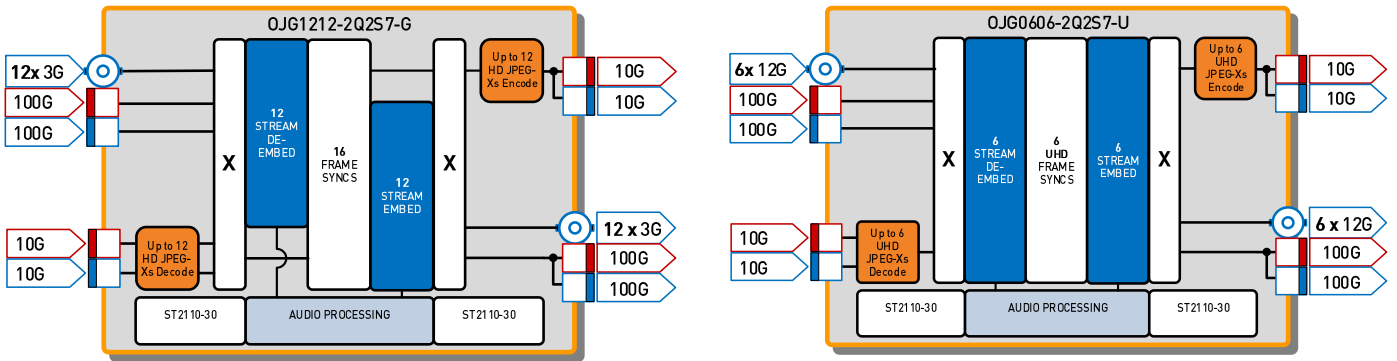 OJG1212-2Q2S7-G
12x 3G
100G
100G
10G
10G
X
12
STREAM
DE-
EMBED
16
FRAME
SYNCS
12
STREAM
EMBED
X
Up to 12
HD JPEG-
Xs Encode
10G
10G
Up to 12
HD JPEG-
Xs Decode
12 x 3G
100G
100G
ST2110-30
AUDIO PROCESSING
ST2110-30
OJG0606-2Q2S7-U
6x 12G
100G
100G
10G
10G
X
6
STREAM
DE-
EMBED
6
UHD
FRAME
SYNCS
6
STREAM
EMBED
X
Up to 6
UHD
JPEG-Xs
Encode
10G
10G
Up to 6
UHD
JPEG-Xs
Decode
6 x 12G
100G
100G
ST2110-30
AUDIO PROCESSING
ST2110-30